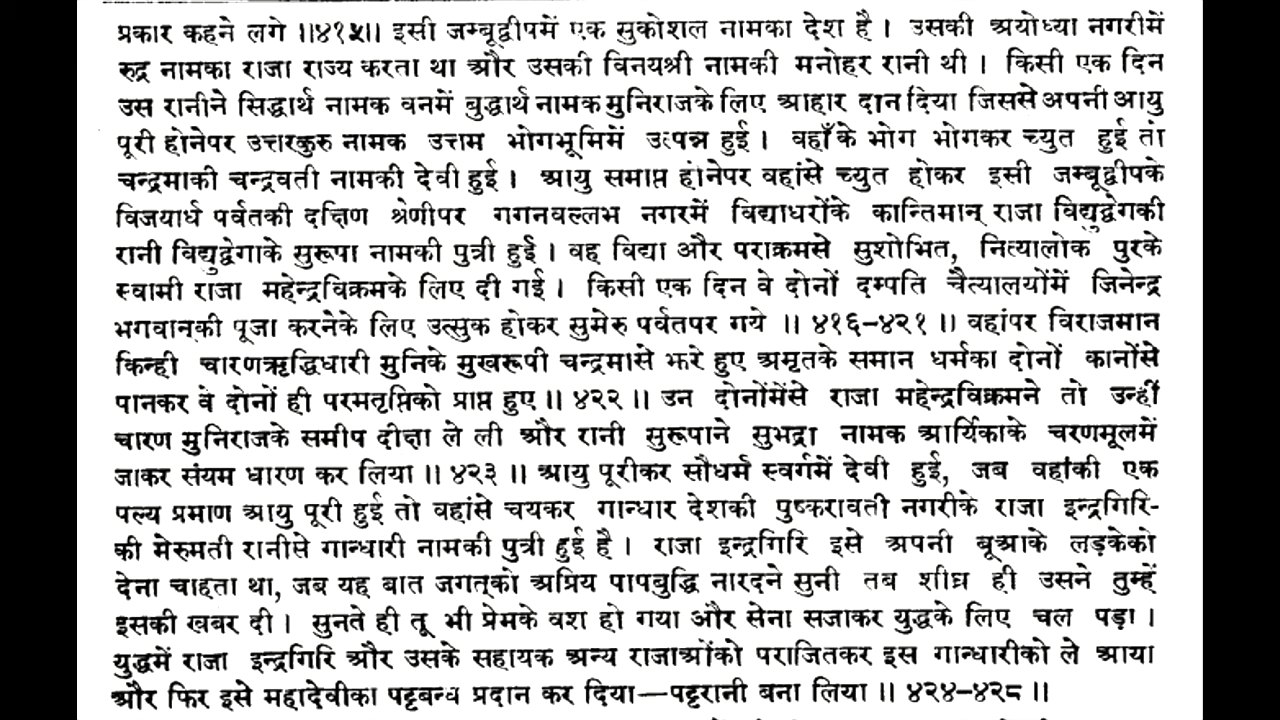 प्रकार कहने लगे ॥४१५॥ इसी जम्बूद्वीपमें एक सुकोशल नामका देश है । उसकी अयोध्या नगरीमें
रुद्र नामका राजा राज्य करता था और उसकी विनयश्री नामकी मनोहर रानी थी । किसी एक दिन
उस रानीने सिद्धार्थ नामक वनमें बुद्धार्थ नामक मुनिराजके लिए आहार दान दिया जिससे अपनी आयु
पूरी होनेपर उत्तरकुरु नामक उत्तम भोगभूमिमें उत्पन्न हुई । वहाँके भोग भोगकर च्युत हुई तो
चन्द्रमाकी चन्द्रवती नामकी देवी हुई । आयु समाप्त होनेपर वहांसे च्युत होकर इसी जम्बूद्वीपके
विजयार्ध पर्वतकी दक्षिण श्रेणीपर गगनवल्लभ नगरमें विद्याधरोंके कान्तिमान् राजा विद्युद्वेगकी
रानी विद्युद्वेगाके सुरूपा नामकी पुत्री हुई । वह विद्या और पराक्रमसे सुशोभित, नित्यालोक पुरके
स्वामी राजा महेन्द्रविक्रमके लिए दी गई । किसी एक दिन वे दोनों दम्पति चैत्यालयोंमें जिनेन्द्र
भगवान्‌की पूजा करनेके लिए उत्सुक होकर सुमेरु पर्वतपर गये ॥ ४१६-४२१ ॥ वहांपर विराजमान
किन्ही चारणऋद्धिधारी मुनिके मुखरूपी चन्द्रमासे झरे हुए अमृतके समान धर्मका दोनों कानोंसे
पानकर वे दोनों ही परमतृप्तिको प्राप्त हुए ॥ ४२२ ॥ उन दोनोंमेंसे राजा महेन्द्रविक्रमने तो उन्हीं
चारण मुनिराजके समीप दीक्षा ले ली और रानी सुरूपाने सुभद्रा नामक आर्यिकाके चरणमूलमें
जाकर संयम धारण कर लिया ॥ ४२३ ॥ आयु पूरीकर सौधर्म स्वर्गमें देवी हुई, जब वहांकी एक
पल्य प्रमाण आयु पूरी हुई तो वहांसे चयकर गान्धार देशकी पुष्करावती नगरीके राजा इन्द्रगिरि-
की मेरुमती रानीसे गान्धारी नामकी पुत्री हुई है । राजा इन्द्रगिरि इसे अपनी बूआके लड़केको
देना चाहता था, जब यह बात जगत्‌को अप्रिय पापबुद्धि नारदने सुनी तब शीघ्र ही उसने तुम्हें
इसकी खबर दी । सुनते ही तू भी प्रेमके वश हो गया और सेना सजाकर युद्धके लिए चल पड़ा ।
युद्धमें राजा इन्द्रगिरि और उसके सहायक अन्य राजाओंको पराजितकर इस गान्धारीको ले आया
और फिर इसे महादेवीका पट्टबन्ध प्रदान कर दिया—पट्टरानी बना लिया ॥ ४२४-४२८ ॥